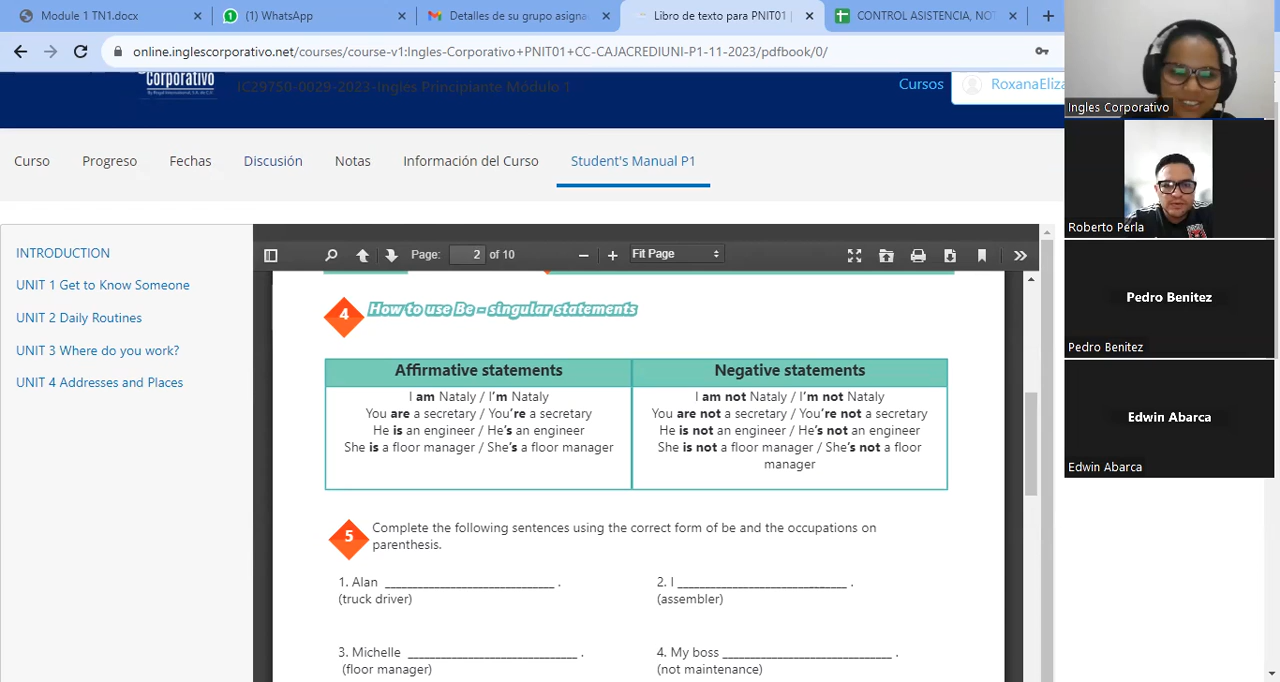 Module 1 TN1.docx
(1) WhatsApp
Detalles de su grupo asigna
Libro de texto para PNIT01
CONTROL ASISTENCIA, NOT
online.inglescorporativo.net/courses/course-v1:Ingles-Corporativo+PNIT01+CC-CAJACREDIUNI-P1-11-2023/pdfbook/0/
corporativo
IC29750-0029-2023-Ingles Principiante Módulo 1
Cursos
RoxanaEliza
Curso
Progreso
Fechas
Discusión
Notas
Información del Curso
Student's Manual P1
INTRODUCTION
UNIT 1 Get to Know Someone
UNIT 2 Daily Routines
UNIT 3 Where do you work?
UNIT 4 Addresses and Places
Page: 2 of 10
Fit Page
4 How to use Be – singular statements
Affirmative statements
I am Nataly / I'm Nataly
You are a secretary / You're a secretary
He is an engineer / He's an engineer
She is a floor manager / She's a floor manager
Negative statements
I am not Nataly / I'm not Nataly
You are not a secretary / You're not a secretary
He is not an engineer / He's not an engineer
She is not a floor manager / She's not a floor
manager
5 Complete the following sentences using the correct form of be and the occupations on
parenthesis.
1. Alan ____________________________ .
(truck driver)
2. I ____________________________ .
(assembler)
3. Michelle ____________________________ .
(floor manager)
4. My boss ____________________________ .
(not maintenance)
Ingles Corporativo
Roberto Perla
Pedro Benitez
Pedro Benitez
Edwin Abarca
Edwin Abarca